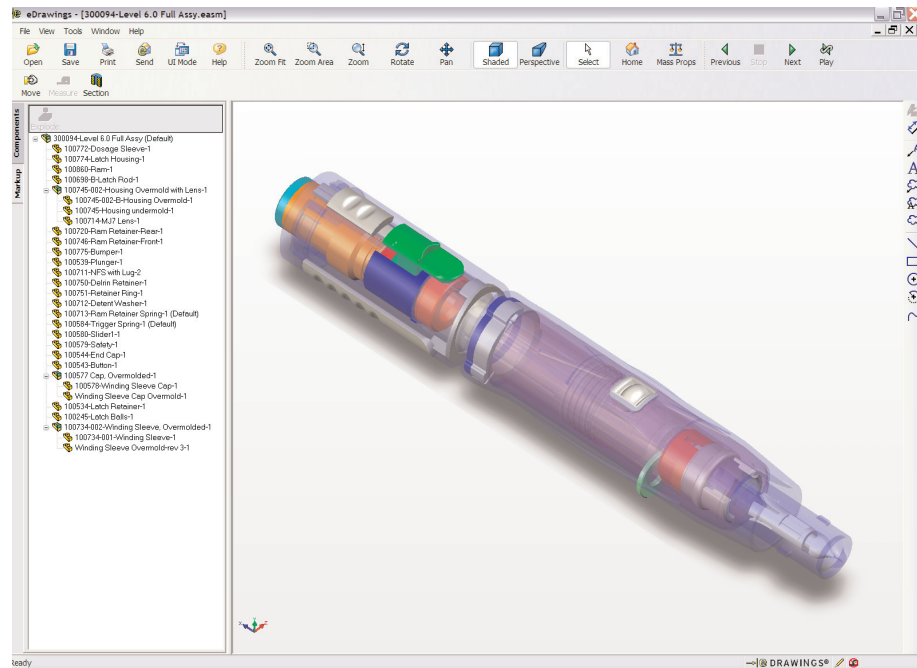 eDrawings - [300094-Level 6.0 Full Assy.easm]
File View Tools Window Help
Open Save Print Send UI Mode Help Zoom Fit Zoom Area Zoom Rotate Pan Shaded Perspective Select Home Mass Props Previous Stop Next Play
Move Measure Section
Components
Markup
Explode
300094-Level 6.0 Full Assy (Default)
100772-Dosage Sleeve-1
100774-Latch Housing-1
100860-Ram-1
100698-B-Latch Rod-1
100745-002-Housing Overmold with Lens-1
100745-002-B-Housing Overmold-1
100745-Housing undermold-1
100714-MJ7 Lens-1
100720-Ram Retainer-Rear-1
100746-Ram Retainer-Front-1
100775-Bumper-1
100539-Plunger-1
100711-NFS with Lug-2
100750-Delrin Retainer-1
100751-Retainer Ring-1
100712-Detent Washer-1
100713-Ram Retainer Spring-1 (Default)
100584-Trigger Spring-1 (Default)
100580-Slider1-1
100579-Safety-1
100544-End Cap-1
100543-Button-1
100577 Cap, Overmolded-1
100578-Winding Sleeve Cap-1
Winding Sleeve Cap Overmold-1
100534-Latch Retainer-1
100245-Latch Balls-1
100734-002-Winding Sleeve, Overmolded-1
100734-001-Winding Sleeve-1
Winding Sleeve Overmold-rev 3-1
Ready
DRAWINGS®